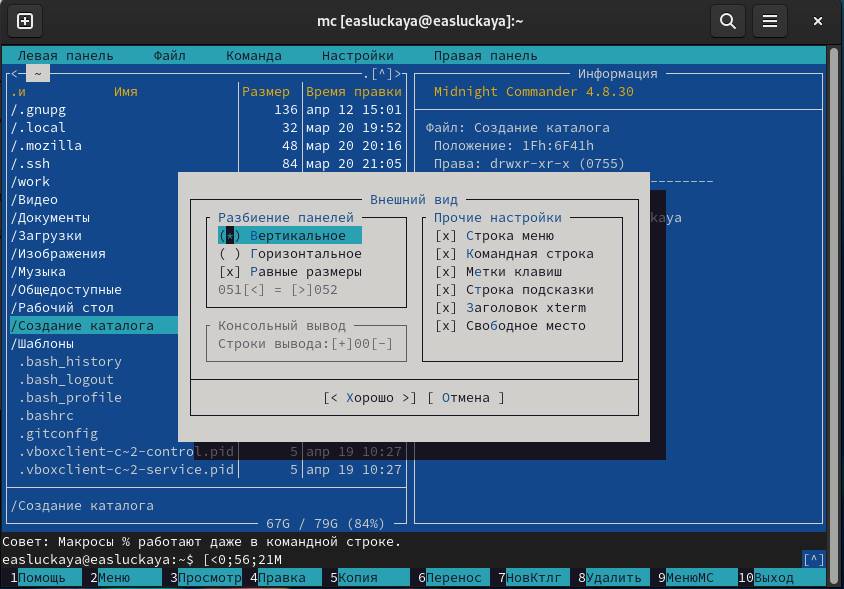 mc [easluckaya@easluckaya]:~
Левая панель Файл Команда Настройки Правая панель
<─ ~ .[^]> Информация
.и Имя Размер Время правки Midnight Commander 4.8.30
/.gnupg 136 апр 12 15:01
/.local 32 мар 20 19:52 Файл: Создание каталога
/.mozilla 48 мар 20 20:16 Положение: 1Fh:6F41h
/.ssh 84 мар 20 21:05 Права: drwxr-xr-x (0755)
/work
/Видео Внешний вид
/Документы Разбиение панелей Прочие настройки kaya
/Загрузки (*) Вертикальное [x] Строка меню
/Изображения ( ) Горизонтальное [x] Командная строка
/Музыка [x] Равные размеры [x] Метки клавиш
/Общедоступные 051[<] = [>]052 [x] Строка подсказки
/Рабочий стол [x] Заголовок xterm
/Создание каталога Консольный вывод [x] Свободное место
/Шаблоны Строки вывода:[+]00[-]
.bash_history
.bash_logout
.bash_profile [< Хорошо >] [ Отмена ]
.bashrc
.gitconfig
.vboxclient-c~2-control.pid 5 апр 19 10:27
.vboxclient-c~2-service.pid 5 апр 19 10:27
/Создание каталога
67G / 79G (84%)
Совет: Макросы % работают даже в командной строке.
easluckaya@easluckaya:~$ [<0;56;21M [^]
1Помощь 2Меню 3Просмотр 4Правка 5Копия 6Перенос 7НовКтлг 8Удалить 9МенюМС 10Выход